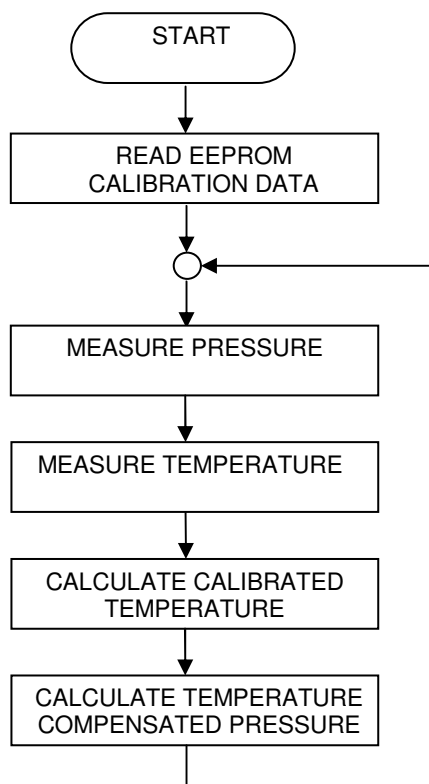 START
READ EEPROM
CALIBRATION DATA
MEASURE PRESSURE
MEASURE TEMPERATURE
CALCULATE CALIBRATED
TEMPERATURE
CALCULATE TEMPERATURE
COMPENSATED PRESSURE